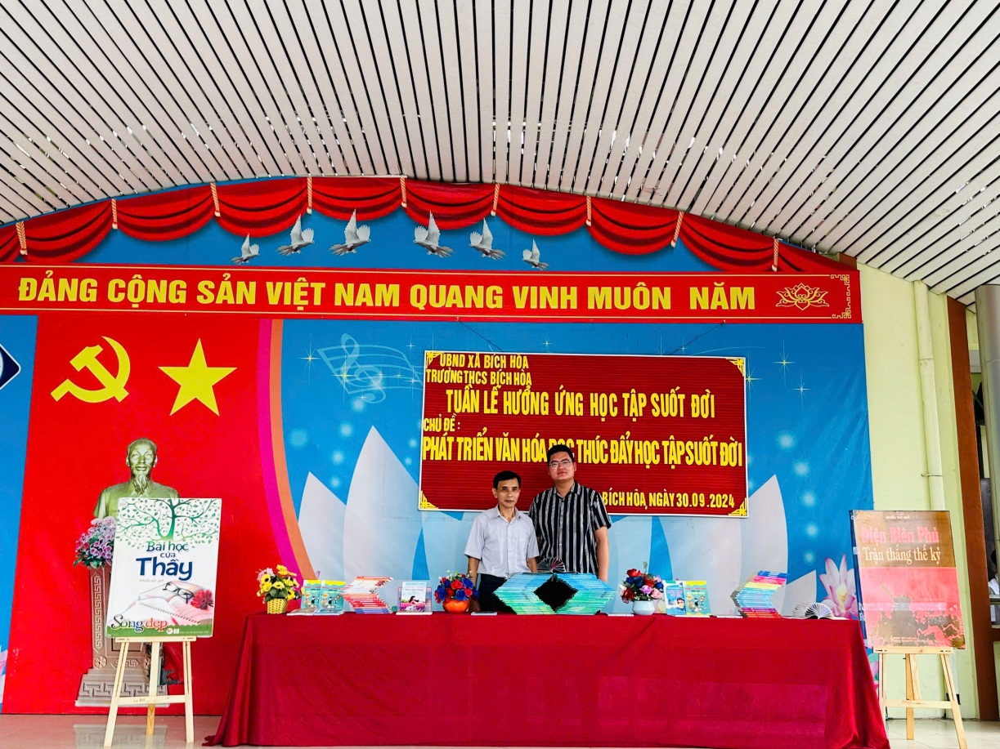 ĐẢNG CỘNG SẢN VIỆT NAM QUANG VINH MUÔN NĂM
UBND XÃ BÍCH HÒA
TRƯỜNG THCS BÍCH HÒA
TUẦN LỄ HƯỞNG ỨNG HỌC TẬP SUỐT ĐỜI
CHỦ ĐỀ :
PHÁT TRIỂN VĂN HÓA THÚC ĐẨY HỌC TẬP SUỐT ĐỜI
BÍCH HÒA, NGÀY 30.09.2024
Bài học
của
Thầy
Sống đẹp
Điện Biên Phủ
Trận thắng thế kỷ